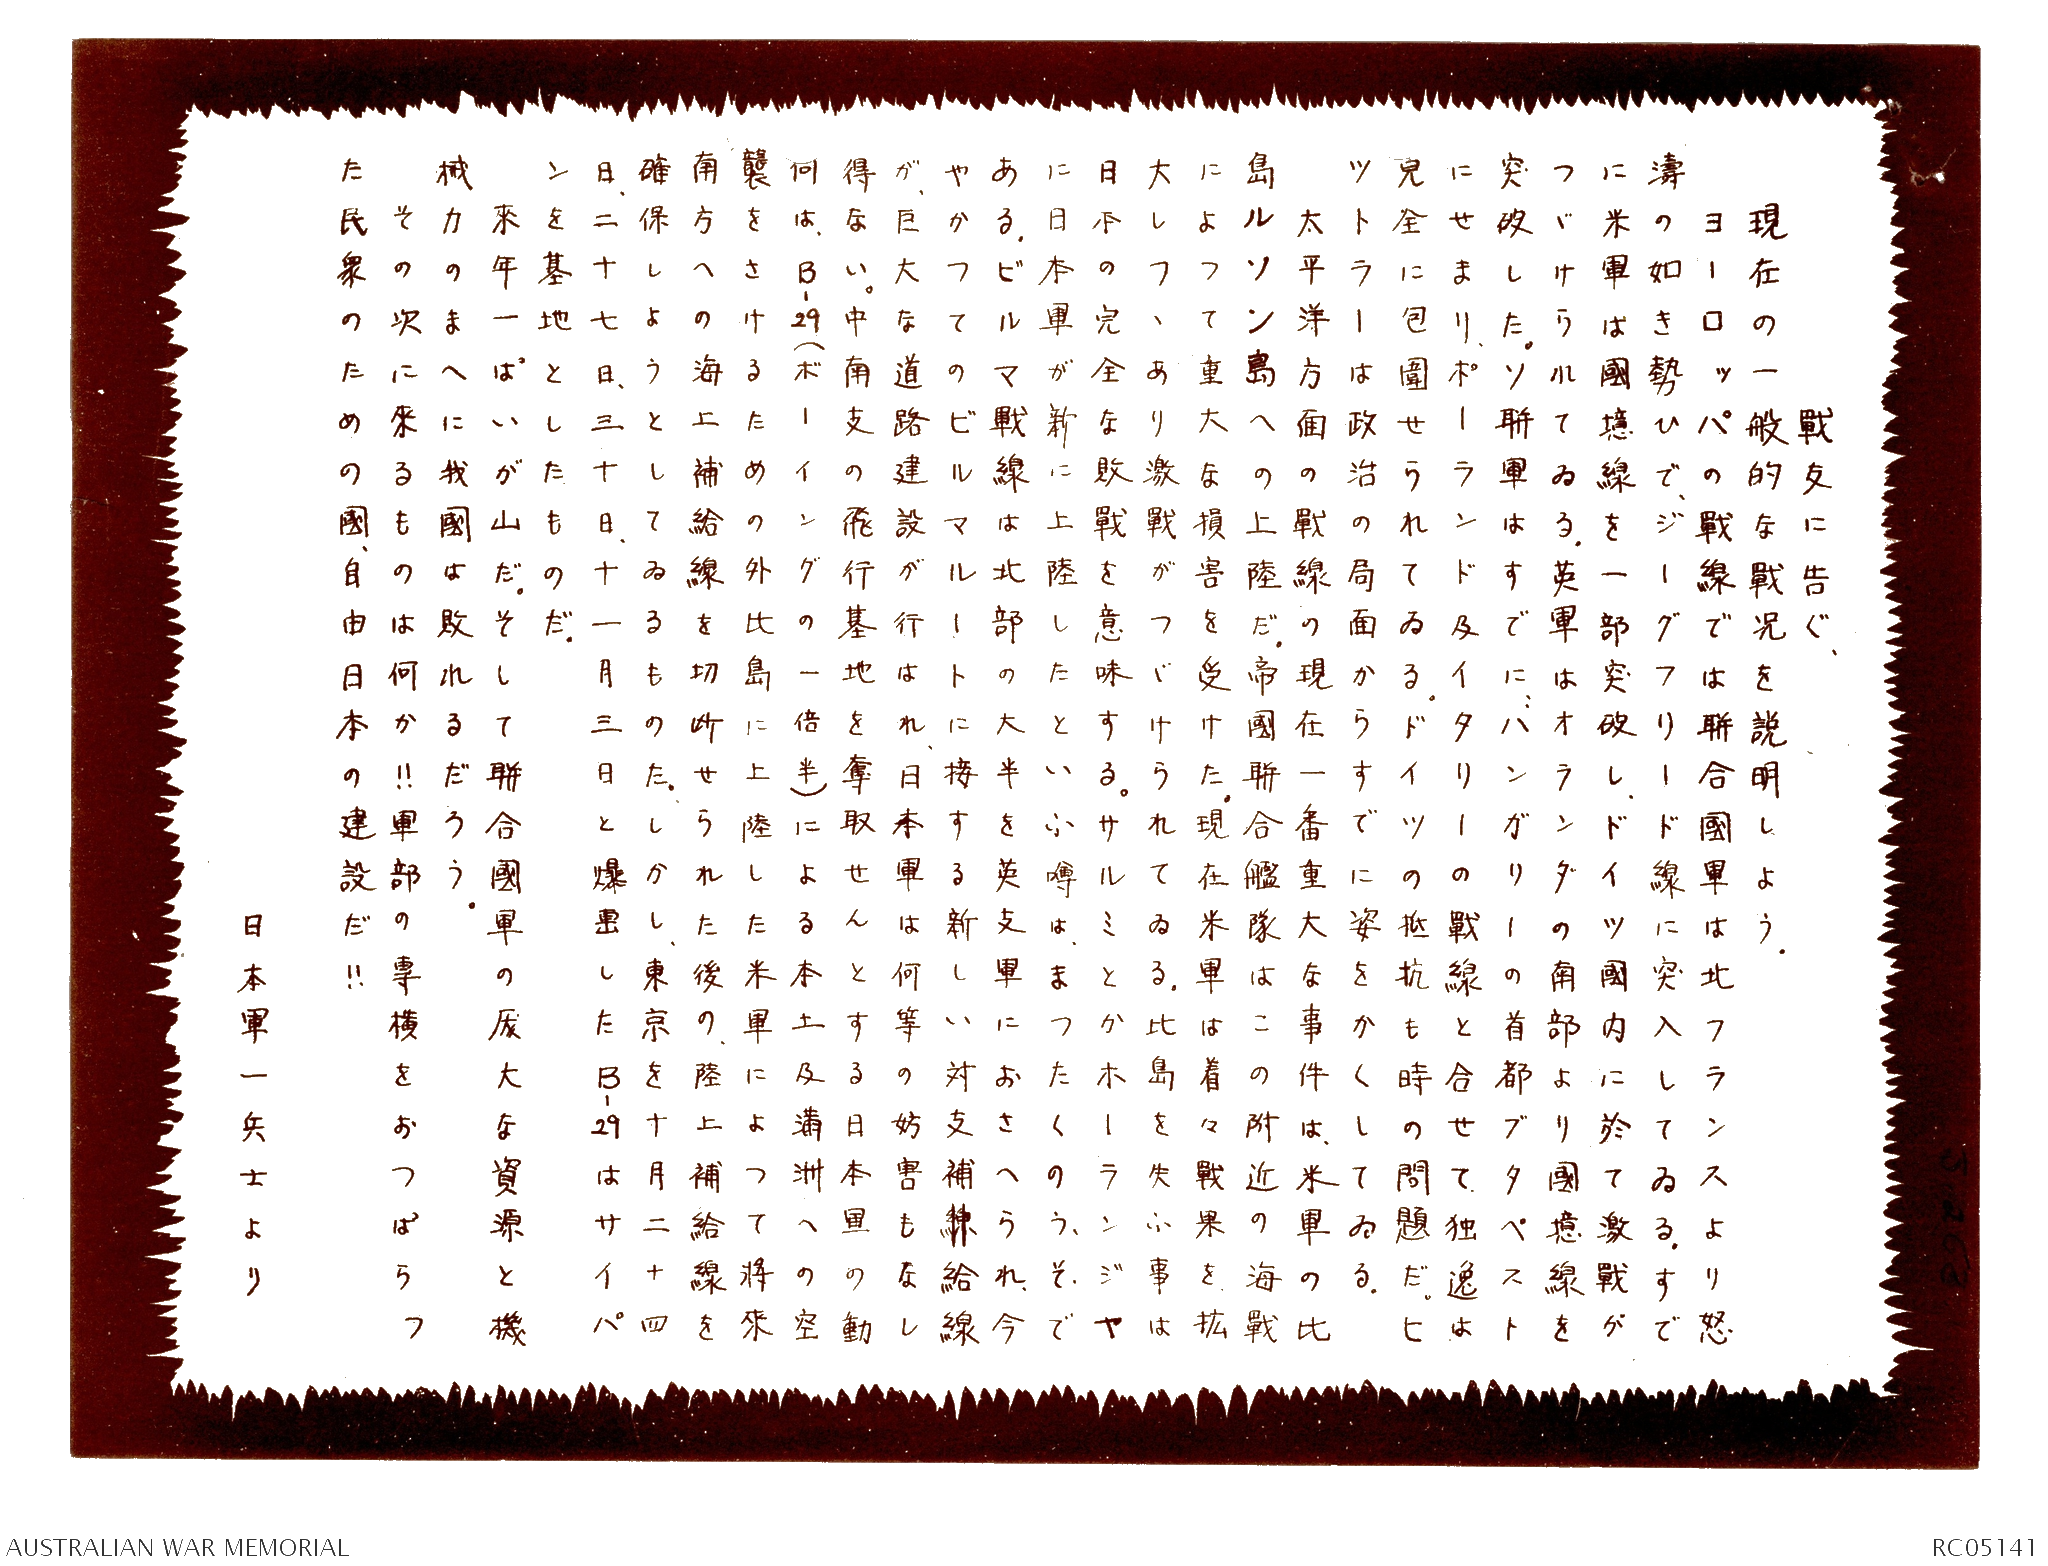 戰友に告ぐ、
現在の一般的な戰況を説明しよう.
ヨーロッパの戰線では聯合國軍は北フランスより怒
濤の如き勢ひで、ジーグフリード線に突入してゐる.すで
に米軍は國境線を一部突破し、ドイツ國内に於て激戰が
つゞけられてゐる.英軍はオランダの南部より國境線を
突破した.ソ聯軍はすでに、ハンガリーの首都ブタペスト
にせまり、ポーランド及イタリーの戰線と合せて、独逸は
完全に包圍せられてゐる。ドイツの抵抗も時の問題だ。ヒ
ットラーは政治の局面からすでに姿をかくしてゐる.
太平洋方面の戰線の現在一番重大な事件は、米軍の比
島ルソン島への上陸だ.帝國聯合艦隊はこの附近の海戰
によって重大な損害を受けた.現在米軍は着々戰果を拡
大しつゝあり激戰がつゞけられてゐる.比島を失ふ事は
日本の完全な敗戰を意味する。サルミとかホーランジヤ
に日本軍が新に上陸したといふ噂は、まったくのうそで
ある.ビルマ戰線は北部の大半を英支軍におさへられ、今
やかつてのビルマルートに接する新しい対支補給線
が、巨大な道路建設が行はれ、日本軍は何等の妨害もなし
得ない。中南支の飛行基地を奪取せんとする日本軍の動
向は、B-29(ボーイングの一倍半)による本土及満洲への空
襲をさけるための外比島に上陸した米軍によって將來
南方への海上補給線を切断せられた後の、陸上補給線を
確保しようとしてゐるものた.しかし、東京を十月二十四
日、二十七日、三十日、十一月三日と爆撃したB-29はサイパ
ンを基地としたものだ.
來年一ぱいが山だ.そして聯合國軍の厖大な資源と機
械力のまへに我國は敗れるだろう.
その次に來るものは何か!!軍部の専横をおつぱらつ
た民衆のための國、自由日本の建設だ!!
日本軍一兵士より
AUSTRALIAN WAR MEMORIAL
RC05141